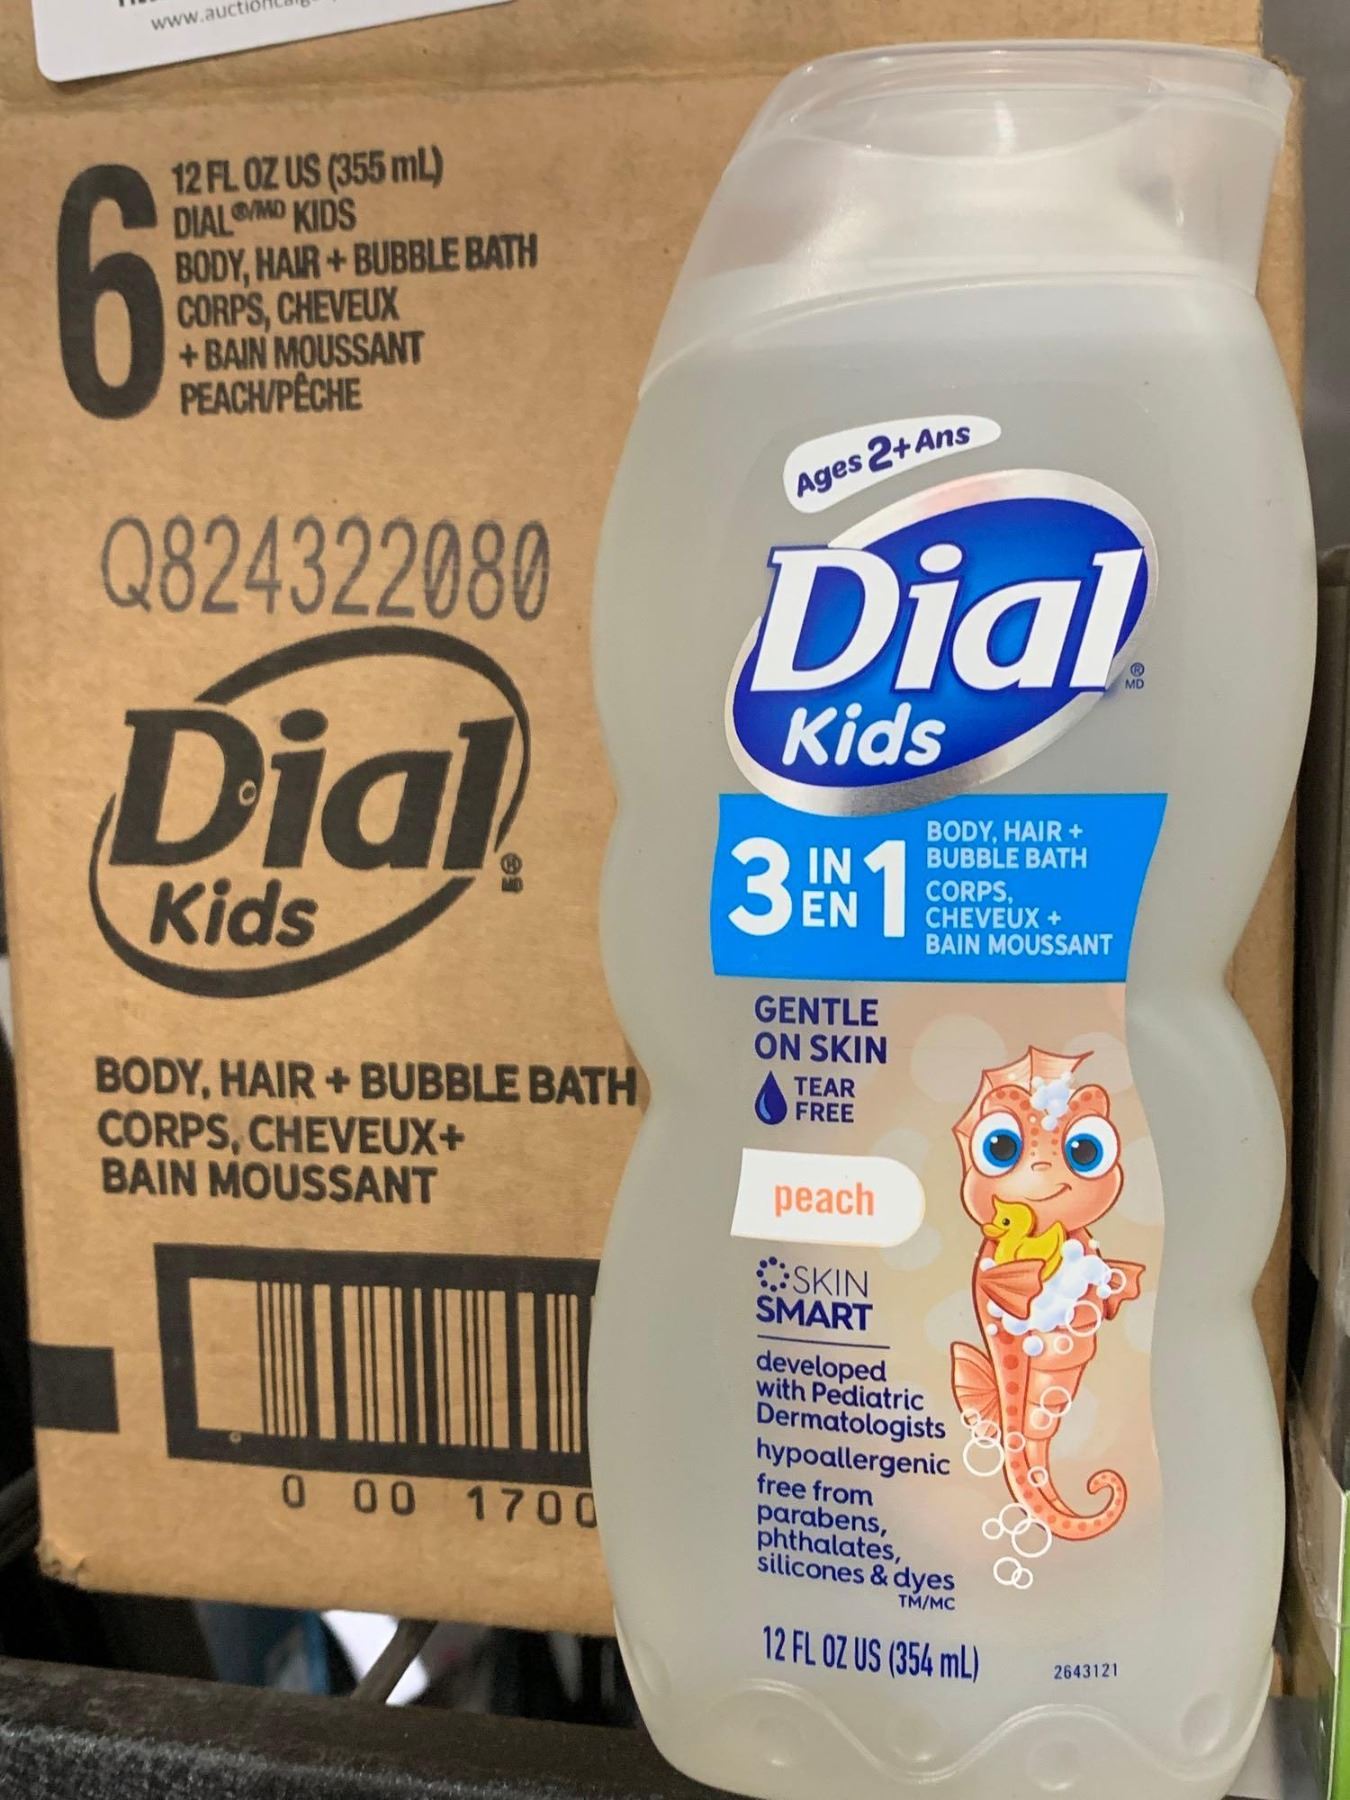 6
12 FL OZ US (355 mL)
DIAL®/MD KIDS
BODY, HAIR + BUBBLE BATH
CORPS, CHEVEUX
+ BAIN MOUSSANT
PEACH/PÊCHE
Q824322080
Dial
® MD
Kids
BODY, HAIR + BUBBLE BATH
CORPS, CHEVEUX+
BAIN MOUSSANT
0 00 1700
Ages 2+ Ans
Dial
® MD
Kids
3 IN EN 1
BODY, HAIR +
BUBBLE BATH
CORPS,
CHEVEUX +
BAIN MOUSSANT
GENTLE
ON SKIN
TEAR
FREE
peach
SKIN
SMART
developed
with Pediatric
Dermatologists
hypoallergenic
free from
parabens,
phthalates,
silicones & dyes
TM/MC
12 FL OZ US (354 mL)
2643121